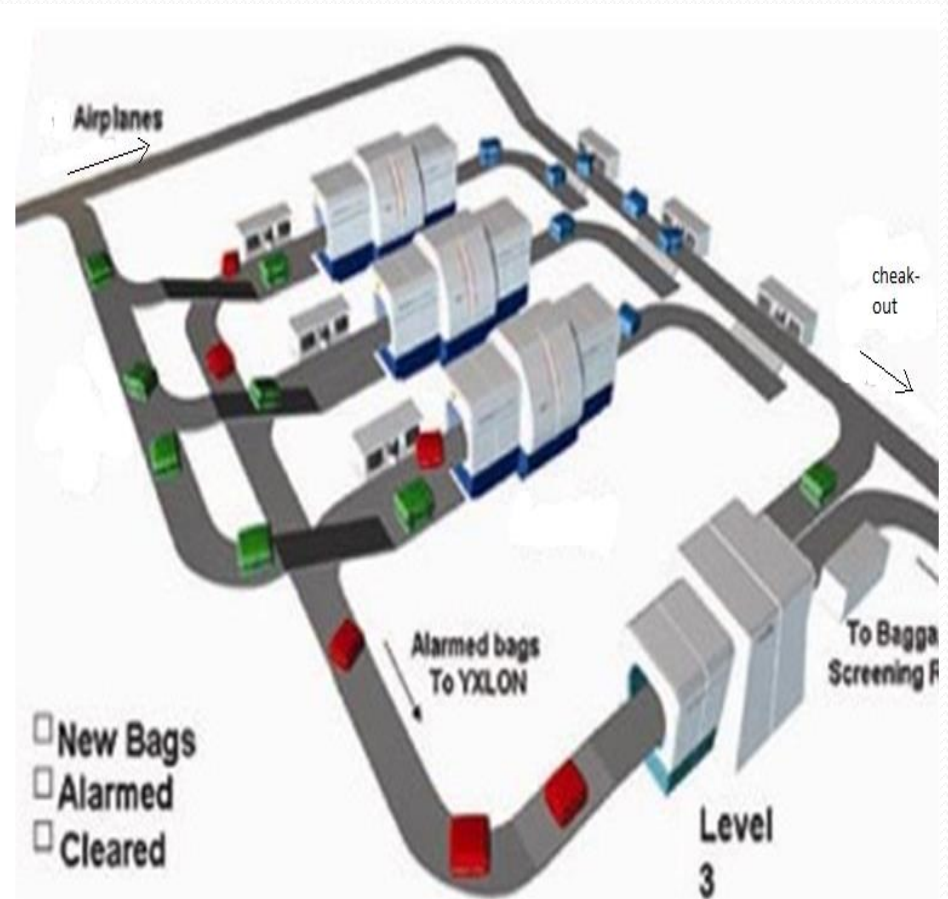 Airplanes
cheak-
out
Alarmed bags
To YXLON
To Bagga
Screening R
New Bags
Alarmed
Cleared
Level
3